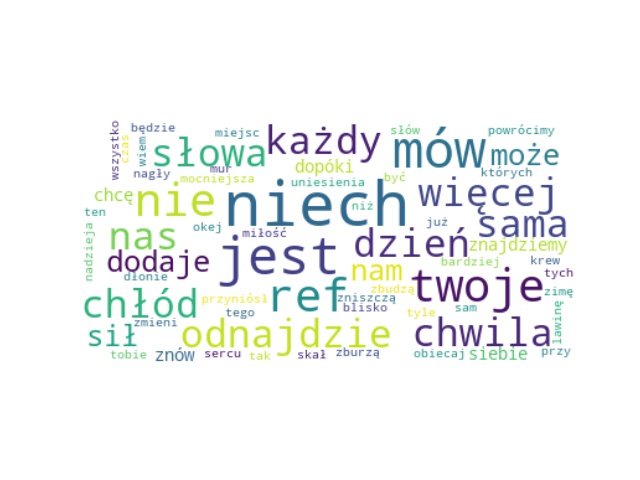 wszystko
czas
wiem
będzie
miejsc
każdy
słów
powrócimy
słowa
mur
mów
może
nagły
mocniejsza
dopóki
uniesienia
być
których
chcę
nie
niech
niż
więcej
ten
nas
okej
miłość
już
sama
nadzieja
dodaje
jest
dzień
znajdziemy
dłonie
nam
bardziej
krew
chłód
przyniósł
ref
zniszczą
zbudzą
twoje
tych
zimę
tego
blisko
tyle
sam
lawinę
sił
zmieni
odnajdzie
chwila
tobie
znów
sercu
tak
skał
zburzą
obiecaj
siebie
przy